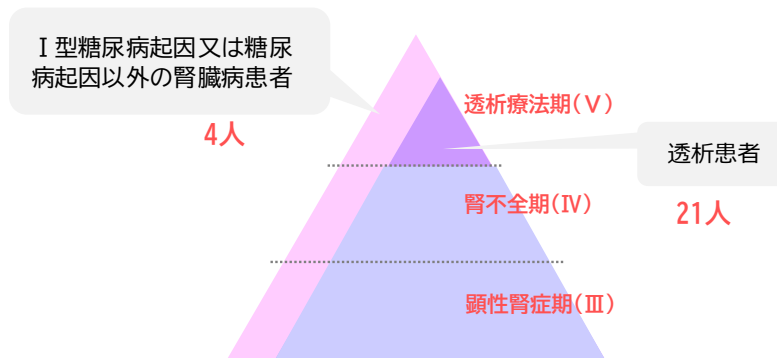 Ⅰ型糖尿病起因又は糖尿
病起因以外の腎臓病患者
4人
透析療法期(Ⅴ)
透析患者
腎不全期(Ⅳ)
21人
顕性腎症期(Ⅲ)